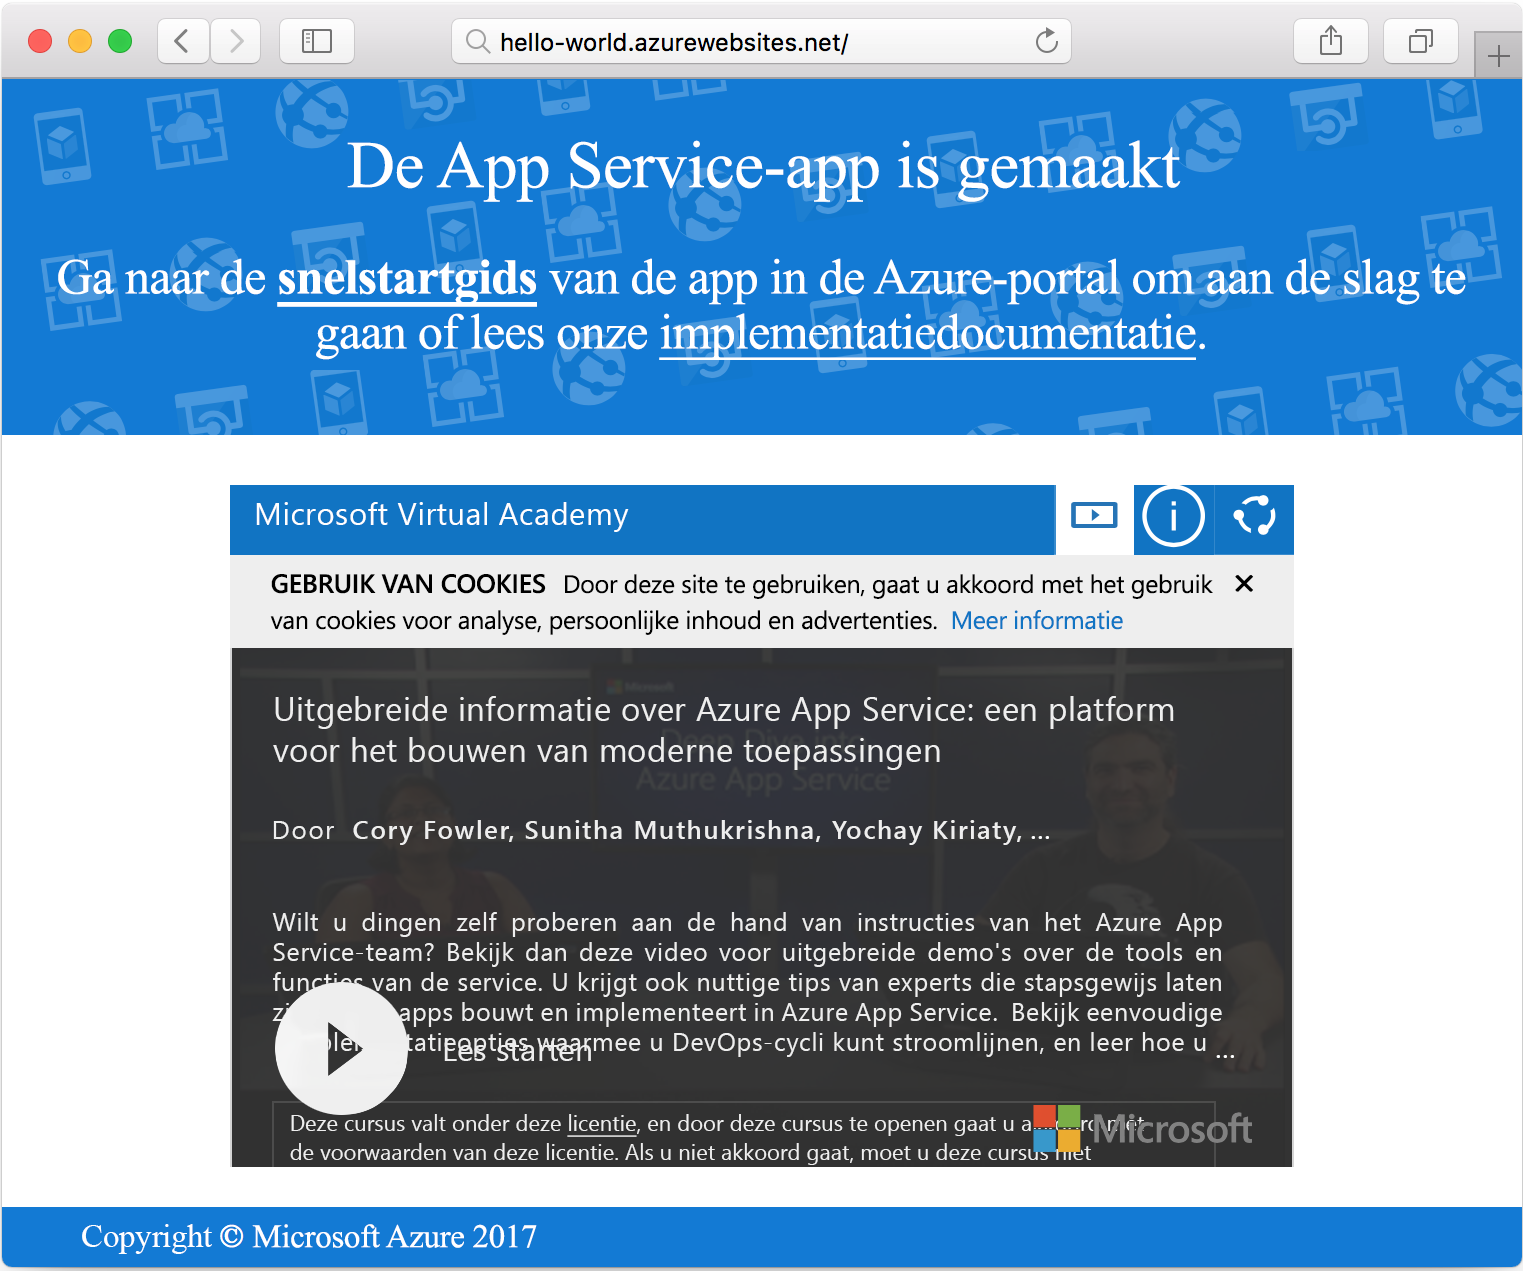 hello-world.azurewebsites.net/
De App Service-app is gemaakt
Ga naar de snelstartgids van de app in de Azure-portal om aan de slag te
gaan of lees onze implementatiedocumentatie.
Microsoft Virtual Academy
GEBRUIK VAN COOKIES Door deze site te gebruiken, gaat u akkoord met het gebruik
van cookies voor analyse, persoonlijke inhoud en advertenties. Meer informatie
Microsoft
Uitgebreide informatie over Azure App Service: een platform
voor het bouwen van moderne toepassingen
Deep Dive into
Azure App Service
Door Cory Fowler, Sunitha Muthukrishna, Yochay Kiriaty, ...
Wilt u dingen zelf proberen aan de hand van instructies van het Azure App
Service-team? Bekijk dan deze video voor uitgebreide demo's over de tools en
functies van de service. U krijgt ook nuttige tips van experts die stapsgewijs laten
apps bouwt en implementeert in Azure App Service. Bekijk eenvoudige
waarmee u DevOps-cycli kunt stroomlijnen, en leer hoe u ...
Les starten
Deze cursus valt onder deze licentie, en door deze cursus te openen gaat u akkoord met
de voorwaarden van deze licentie. Als u niet akkoord gaat, moet u deze cursus niet
Microsoft
Copyright © Microsoft Azure 2017